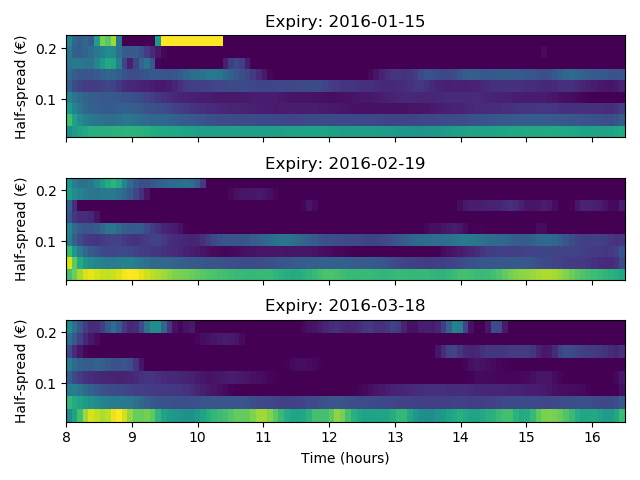 Expiry: 2016-01-15
Half-spread (€)
0.2
0.1
Expiry: 2016-02-19
Half-spread (€)
0.2
0.1
Expiry: 2016-03-18
Half-spread (€)
0.2
0.1
8 9 10 11 12 13 14 15 16
Time (hours)